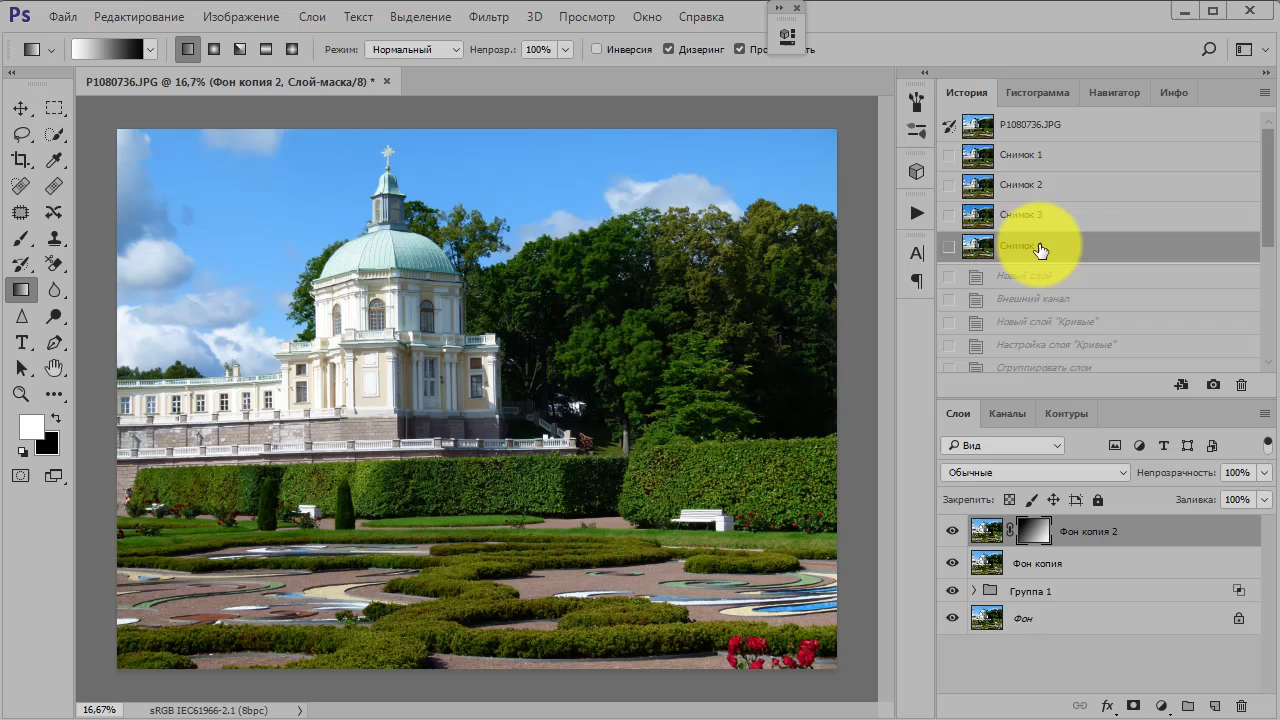 Ps Файл Редактирование Изображение Слои Текст Выделение Фильтр 3D Просмотр Окно Справка
Режим: Нормальный Непрозр.: 100% Инверсия Дизеринг
P1080736.JPG @ 16,7% (Фон копия 2, Слой-маска/8) *
История Гистограмма Навигатор Инфо
P1080736.JPG
Снимок 1
Снимок 2
Снимок 3
Снимок
Новый слой
Внешний канал
Новый слой "Кривые"
Настройка слоя "Кривые"
Сгруппировать слои
Слои Каналы Контуры
Вид
Обычные Непрозрачность: 100%
Закрепить: Заливка: 100%
Фон копия 2
Фон копия
Группа 1
Фон
16,67% sRGB IEC61966-2.1 (8bpc)